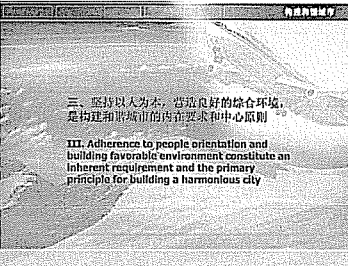 构建和谐城市
三、坚持以人为本，营造良好的综合环境，
是构建和谐城市的内在要求和中心原则
III. Adherence to people orientation and
building favorable environment constitute an
inherent requirement and the primary
principle for building a harmonious city